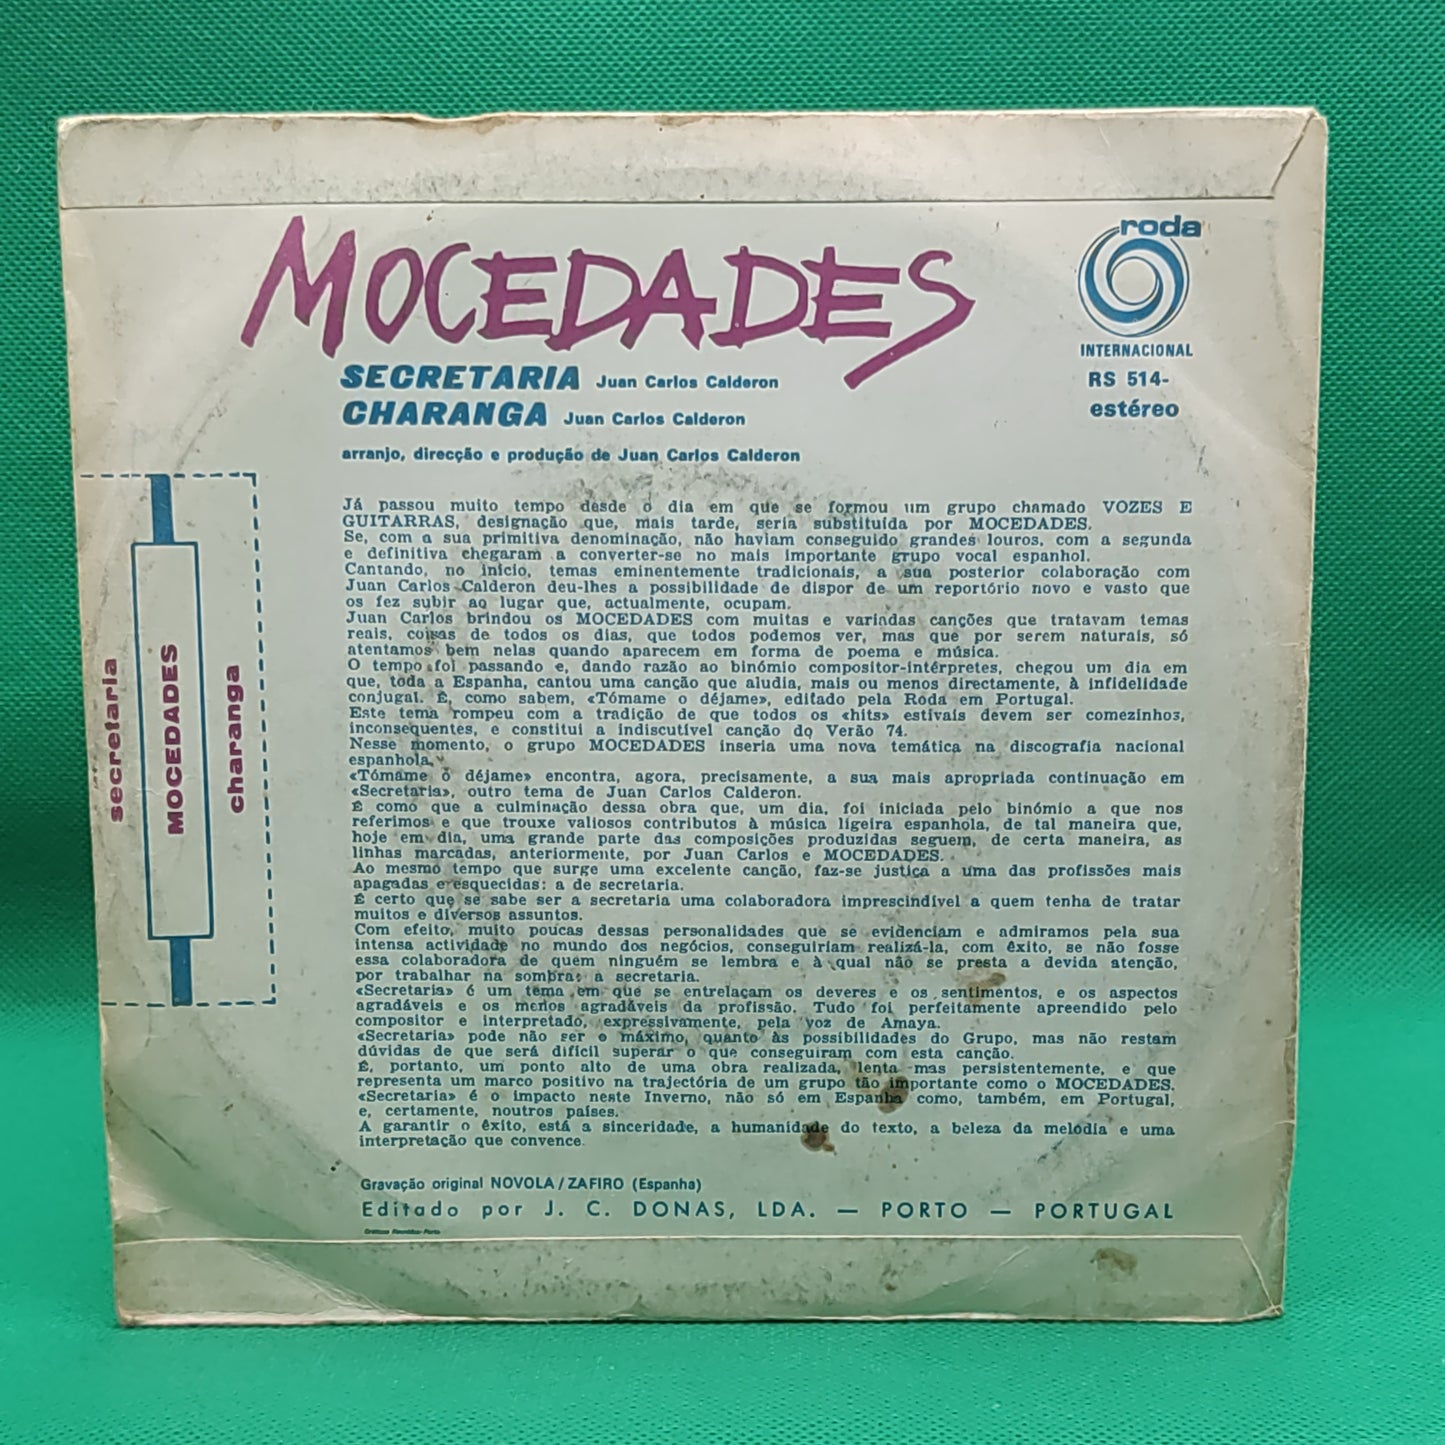 MOCEDADES
roda
INTERNACIONAL
RS 514-
estéreo
SECRETARIA Juan Carlos Calderon
CHARANGA Juan Carlos Calderon
arranjo, direcção e produção de Juan Carlos Calderon
secretaria
MOCEDADES
charanga
Já passou muito tempo desde o dia em que se formou um grupo chamado VOZES E
GUITARRAS, designação que, mais tarde, seria substituída por MOCEDADES.
Se, com a sua primitiva denominação, não haviam conseguido grandes louros, com a segunda
e definitiva chegaram a converter-se no mais importante grupo vocal espanhol.
Cantando, no início, temas eminentemente tradicionais, a sua posterior colaboração com
Juan Carlos Calderon deu-lhes a possibilidade de dispor de um reportório novo e vasto que
os fez subir ao lugar que, actualmente, ocupam.
Juan Carlos brindou os MOCEDADES com muitas e variadas canções que tratavam temas
reais, coisas de todos os dias, que todos podemos ver, mas que por serem naturais, só
atentamos bem nelas quando aparecem em forma de poema e música.
O tempo foi passando e, dando razão ao binómio compositor-intérpretes, chegou um dia em
que, toda a Espanha, cantou uma canção que aludia, mais ou menos directamente, à infidelidade
conjugal. É, como sabem, «Tómame o déjame», editado pela Roda em Portugal.
Este tema rompeu com a tradição de que todos os «hits» estivais devem ser comezinhos,
inconsequentes, e constitui a indiscutível canção do Verão 74.
Nesse momento, o grupo MOCEDADES inseria uma nova temática na discografia nacional
espanhola.
«Tómame o déjame» encontra, agora, precisamente, a sua mais apropriada continuação em
«Secretaria», outro tema de Juan Carlos Calderon.
É como que a culminação dessa obra que, um dia, foi iniciada pelo binómio a que nos
referimos e que trouxe valiosos contributos à música ligeira espanhola, de tal maneira que,
hoje em dia, uma grande parte das composições produzidas seguem, de certa maneira, as
linhas marcadas, anteriormente, por Juan Carlos e MOCEDADES.
Ao mesmo tempo que surge uma excelente canção, faz-se justiça a uma das profissões mais
apagadas e esquecidas: a de secretaria.
É certo que se sabe ser a secretaria uma colaboradora imprescindível a quem tenha de tratar
muitos e diversos assuntos.
Com efeito, muito poucas dessas personalidades que se evidenciam e admiramos pela sua
intensa actividade no mundo dos negócios, conseguiriam realizá-la, com êxito, se não fosse
essa colaboradora de quem ninguém se lembra e à qual não se presta a devida atenção,
por trabalhar na sombra: a secretaria.
«Secretaria» é um tema em que se entrelaçam os deveres e os sentimentos, e os aspectos
agradáveis e os menos agradáveis da profissão. Tudo foi perfeitamente apreendido pelo
compositor e interpretado, expressivamente, pela voz de Amaya.
«Secretaria» pode não ser o máximo, quanto às possibilidades do Grupo, mas não restam
dúvidas de que será difícil superar o que conseguiram com esta canção.
É, portanto, um ponto alto de uma obra realizada, lenta mas persistentemente, e que
representa um marco positivo na trajectória de um grupo tão importante como o MOCEDADES.
«Secretaria» é o impacto neste Inverno, não só em Espanha como, também, em Portugal,
e, certamente, noutros países.
A garantir o êxito, está a sinceridade, a humanidade do texto, a beleza da melodia e uma
interpretação que convence.
Gravação original NOVOLA / ZAFIRO (Espanha)
Editado por J. C. DONAS, LDA. — PORTO — PORTUGAL